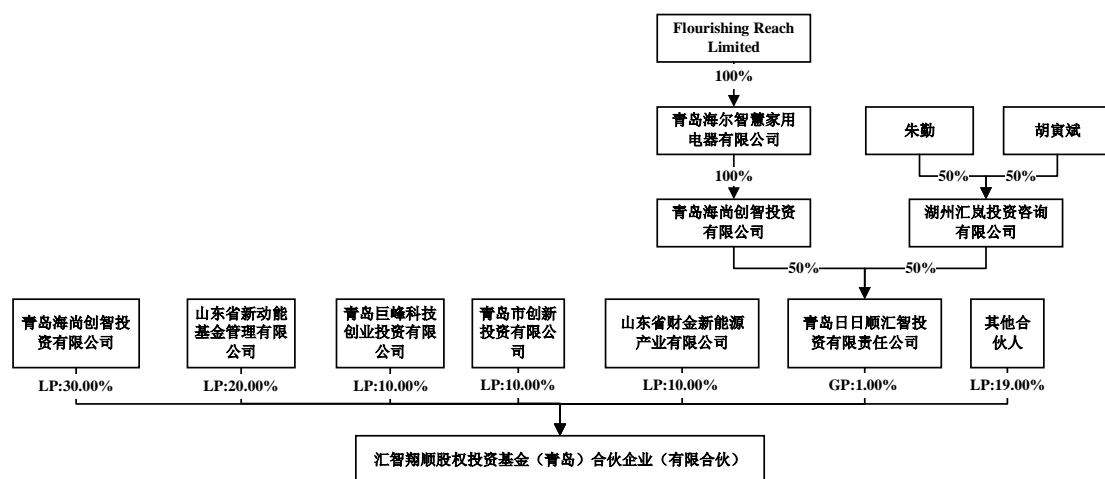 Flourishing Reach
Limited
100%
青岛海尔智慧家用
电器有限公司
朱勤
胡寅斌
100%
50%
50%
青岛海尚创智投资
有限公司
湖州汇岚投资咨询
有限公司
50%
50%
青岛海尚创智投
资有限公司
山东省新动能
基金管理有限
公司
青岛巨峰科技
创业投资有限
公司
青岛市创新
投资有限公
司
山东省财金新能源
产业有限公司
青岛日日顺汇智投
资有限责任公司
其他合
伙人
LP:30.00%
LP:20.00%
LP:10.00%
LP:10.00%
LP:10.00%
GP:1.00%
LP:19.00%
汇智翔顺股权投资基金（青岛）合伙企业（有限合伙）